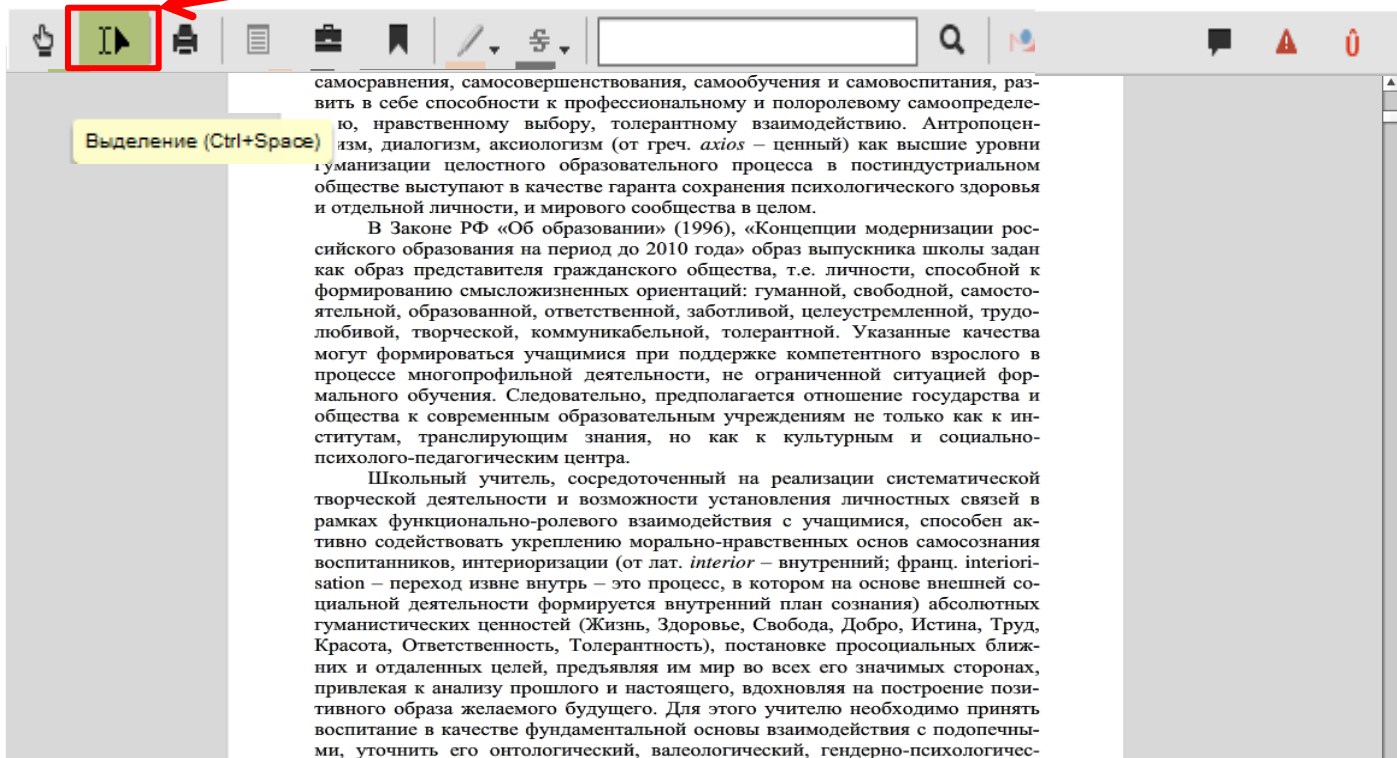 самосравнения, самосовершенствования, самообучения и самовоспитания, раз-
вить в себе способности к профессиональному и полоролевому самоопределе-
ю, нравственному выбору, толерантному взаимодействию. Антропоцен-
Выделение (Ctrl+Space)
изм, диалогизм, аксиологизм (от греч. axios – ценный) как высшие уровни
гуманизации целостного образовательного процесса в постиндустриальном
обществе выступают в качестве гаранта сохранения психологического здоровья
и отдельной личности, и мирового сообщества в целом.
В Законе РФ «Об образовании» (1996), «Концепции модернизации рос-
сийского образования на период до 2010 года» образ выпускника школы задан
как образ представителя гражданского общества, т.е. личности, способной к
формированию смысложизненных ориентаций: гуманной, свободной, самосто-
ятельной, образованной, ответственной, заботливой, целеустремленной, трудо-
любивой, творческой, коммуникабельной, толерантной. Указанные качества
могут формироваться учащимися при поддержке компетентного взрослого в
процессе многопрофильной деятельности, не ограниченной ситуацией фор-
мального обучения. Следовательно, предполагается отношение государства и
общества к современным образовательным учреждениям не только как к ин-
ститутам, транслирующим знания, но как к культурным и социально-
психолого-педагогическим центра.
Школьный учитель, сосредоточенный на реализации систематической
творческой деятельности и возможности установления личностных связей в
рамках функционально-ролевого взаимодействия с учащимися, способен ак-
тивно содействовать укреплению морально-нравственных основ самосознания
воспитанников, интериоризации (от лат. interior – внутренний; франц. interiori-
sation – переход извне внутрь – это процесс, в котором на основе внешней со-
циальной деятельности формируется внутренний план сознания) абсолютных
гуманистических ценностей (Жизнь, Здоровье, Свобода, Добро, Истина, Труд,
Красота, Ответственность, Толерантность), постановке просоциальных ближ-
них и отдаленных целей, предъявляя им мир во всех его значимых сторонах,
привлекая к анализу прошлого и настоящего, вдохновляя на построение пози-
тивного образа желаемого будущего. Для этого учителю необходимо принять
воспитание в качестве фундаментальной основы взаимодействия с подопечны-
ми, уточнить его онтологический, валеологический, гендерно-психологичес-